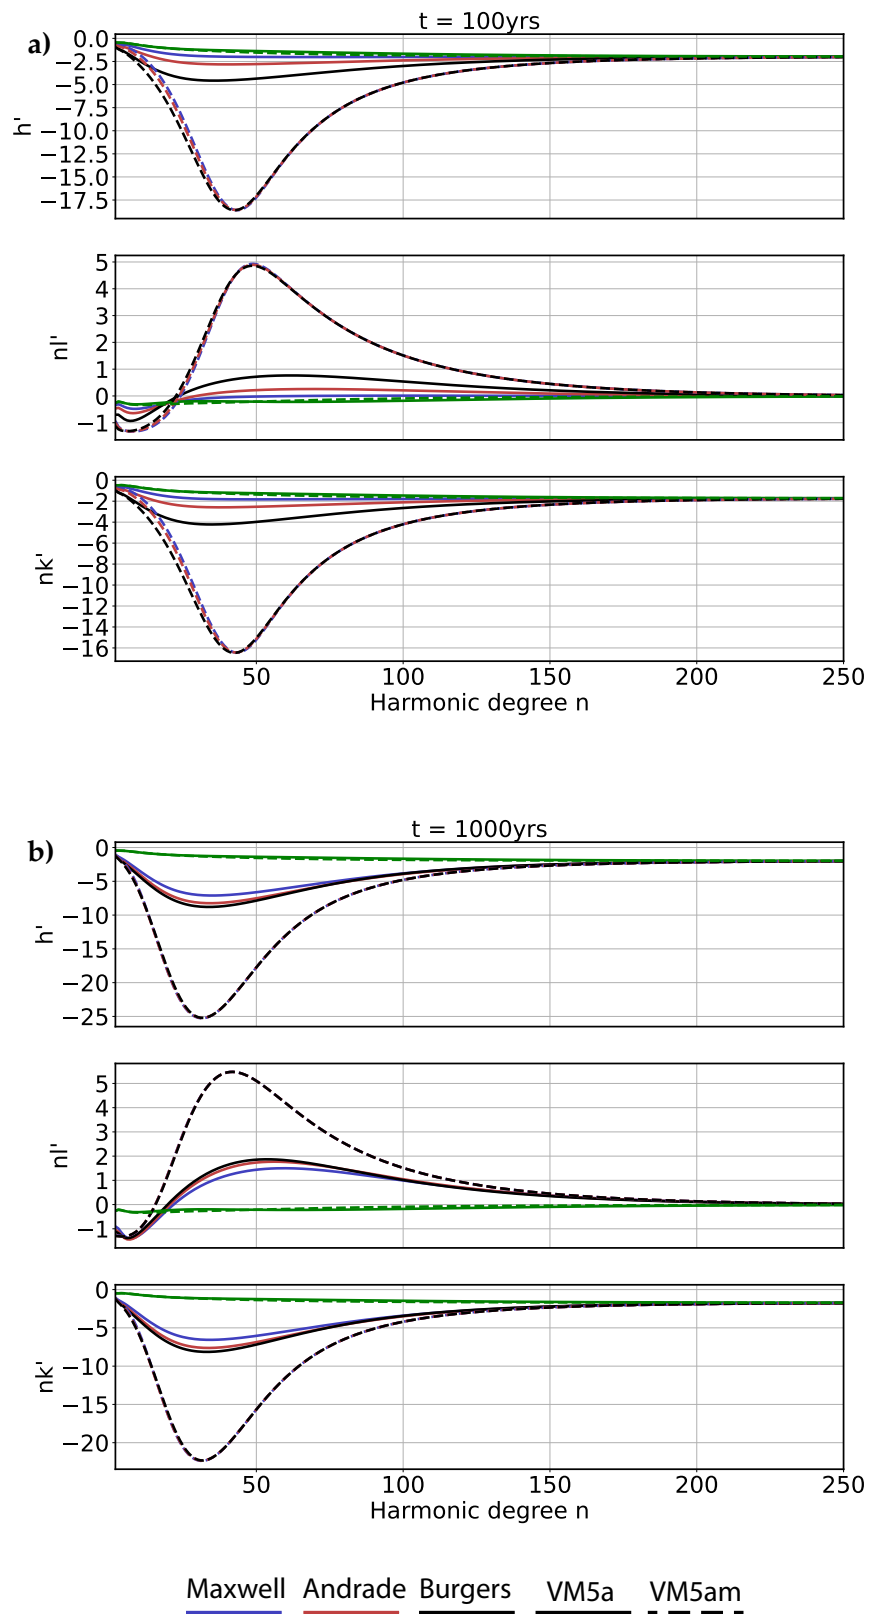 t = 100yrs
a)
0.0
−2.5
−5.0
−7.5
−10.0
−12.5
−15.0
−17.5
h'
5
4
3
2
1
0
−1
nl'
0
−2
−4
−6
−8
−10
−12
−14
−16
nk'
50 100 150 200 250
Harmonic degree n
t = 1000yrs
b)
0
−5
−10
−15
−20
−25
h'
5
4
3
2
1
0
−1
nl'
0
−5
−10
−15
−20
nk'
50 100 150 200 250
Harmonic degree n
Maxwell Andrade Burgers VM5a VM5am